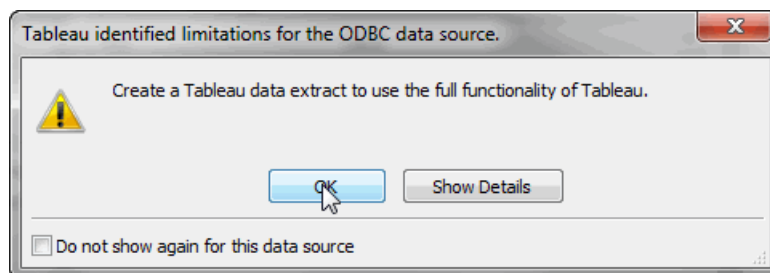 Tableau identified limitations for the ODBC data source.
Create a Tableau data extract to use the full functionality of Tableau.
OK Show Details
Do not show again for this data source